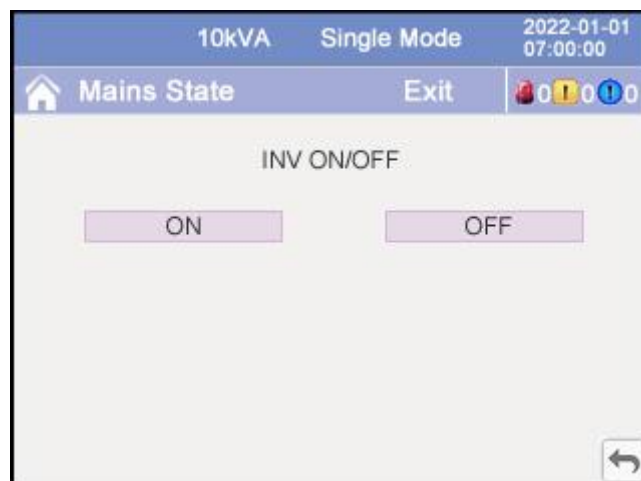 10kVA Single Mode 2022-01-01
07:00:00
Mains State Exit 0 ! 0 ! 0
INV ON/OFF
ON OFF